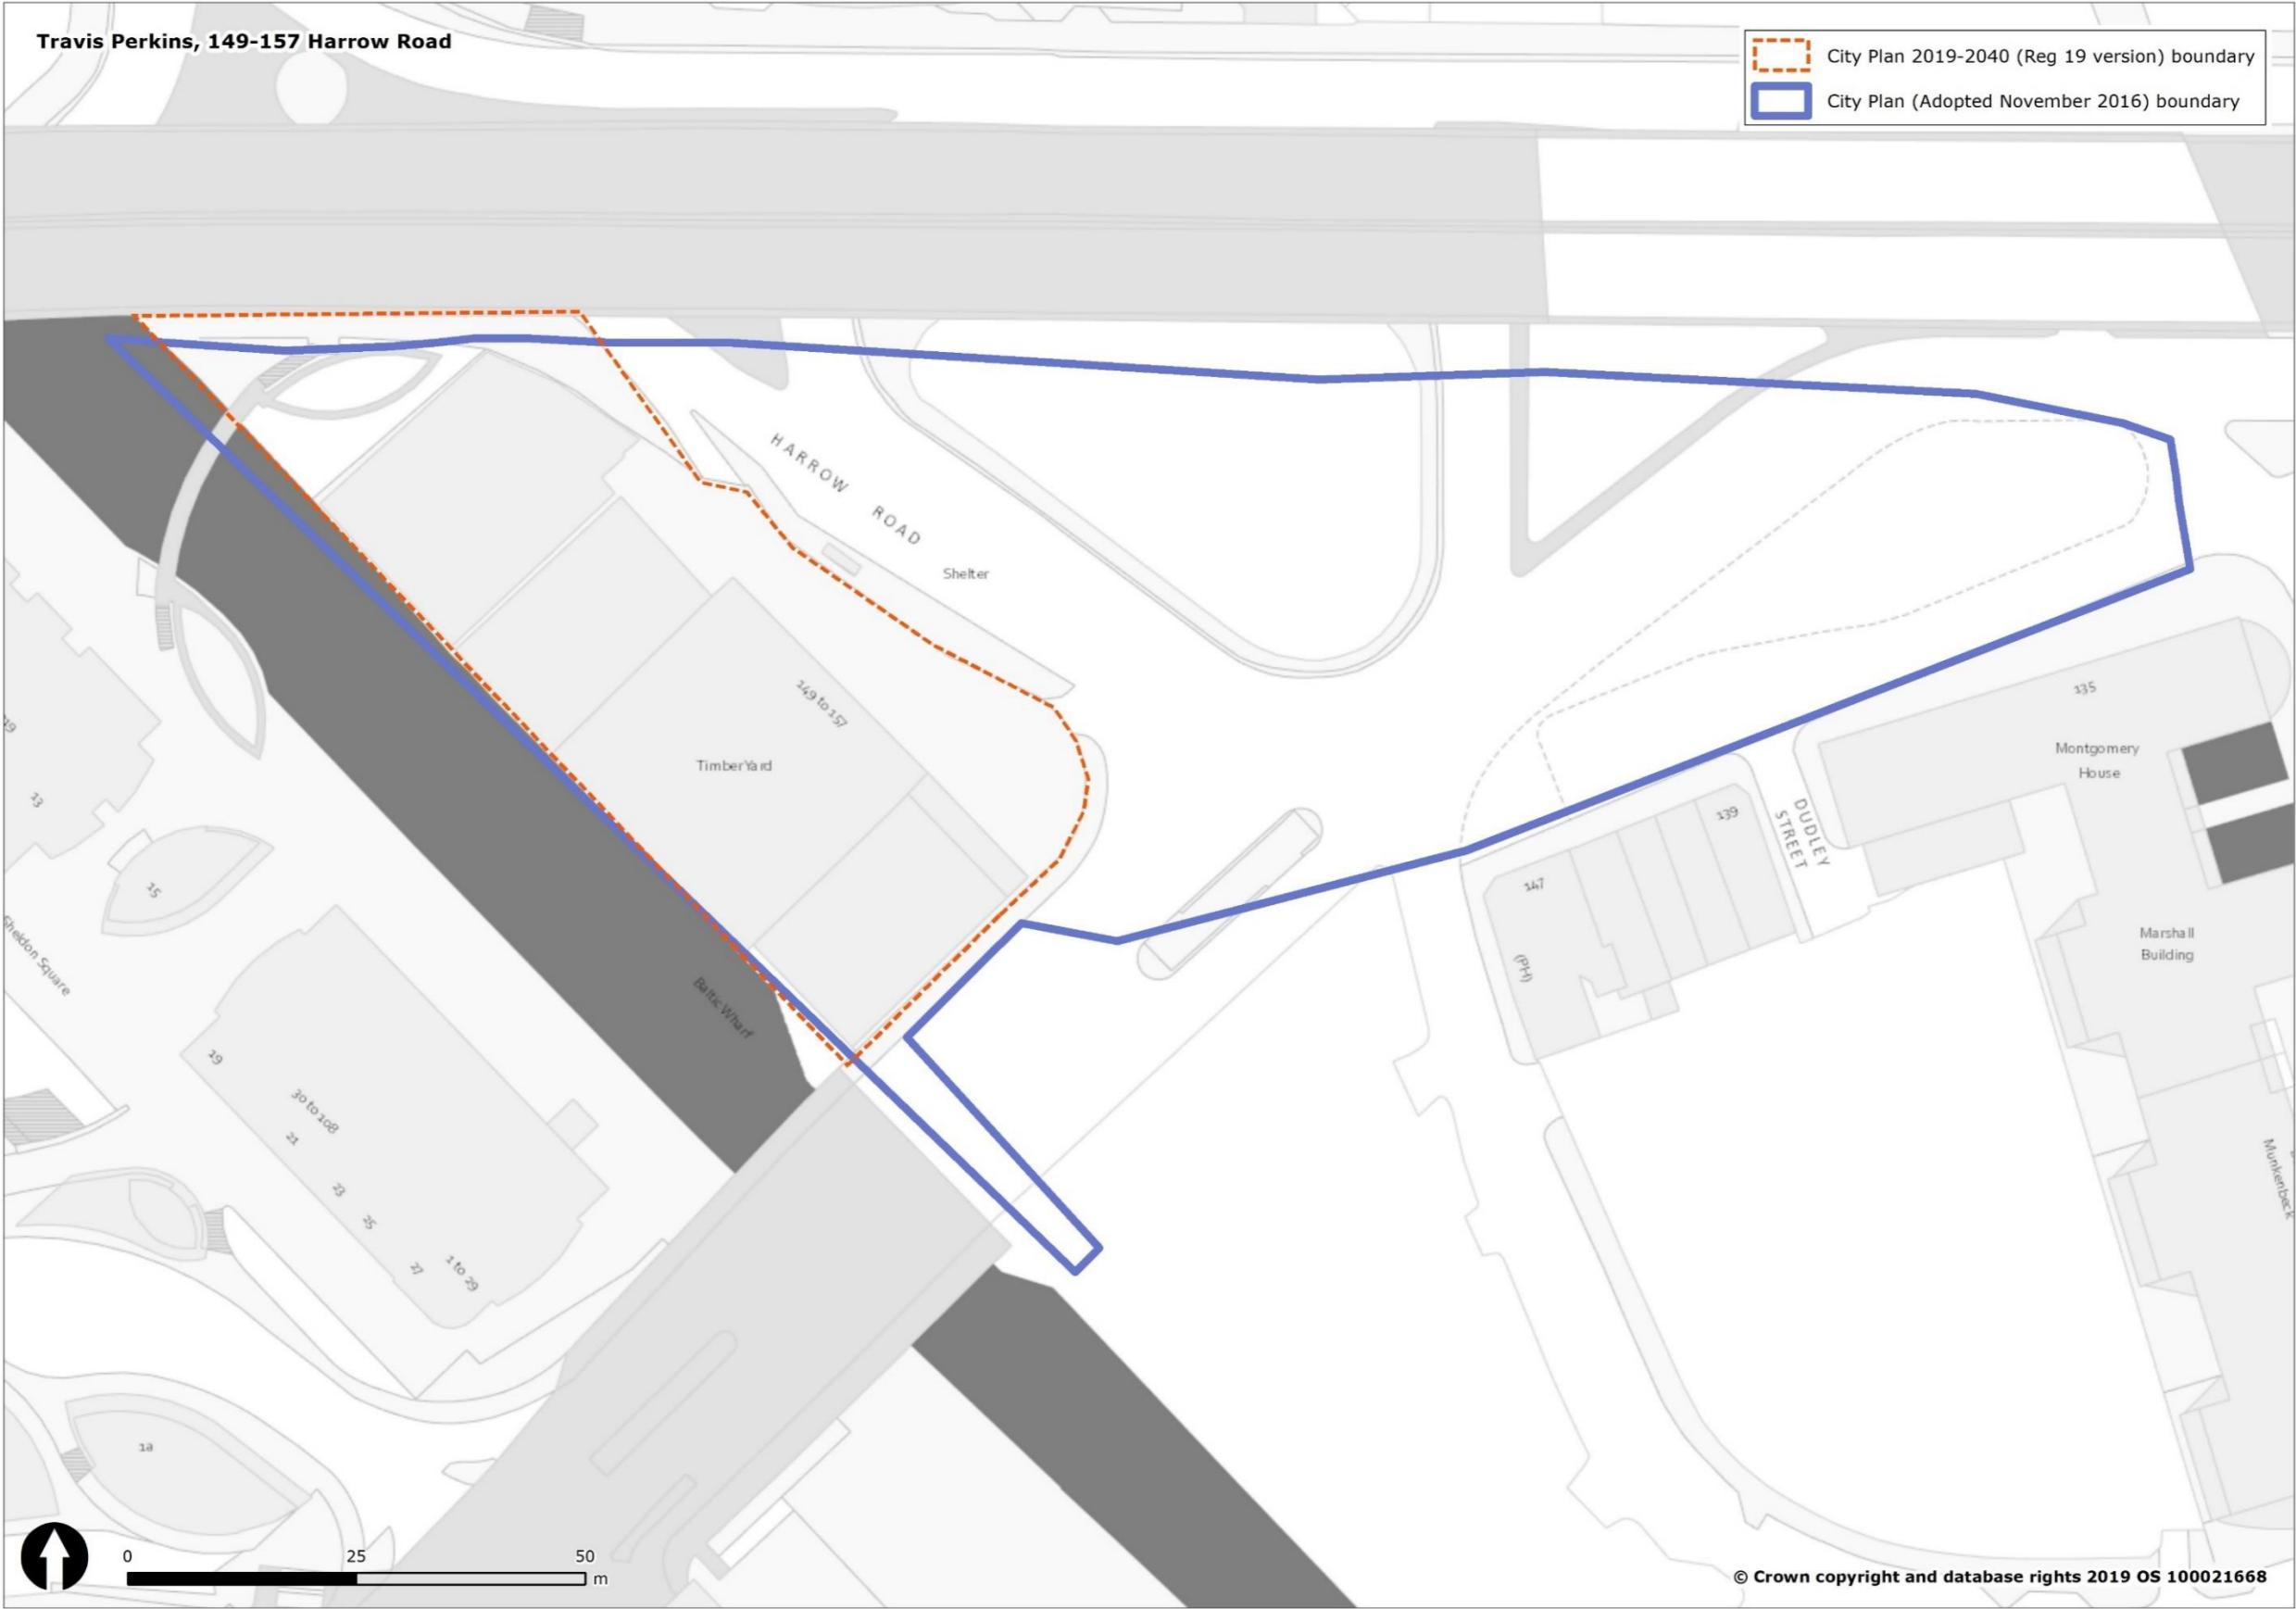 Travis Perkins, 149-157 Harrow Road
City Plan 2019-2040 (Reg 19 version) boundary
City Plan (Adopted November 2016) boundary
HARROW ROAD
Shelter
149 to 157
Timber Yard
135
Montgomery
House
DUDLEY
STREET
139
147
(PH)
Marshall
Building
Munkenbeck
Baltic Wharf
19
13
15
Sheldon Square
19
30 to 108
21
23
25
27
1 to 29
1a
0 25 50
m
© Crown copyright and database rights 2019 OS 100021668